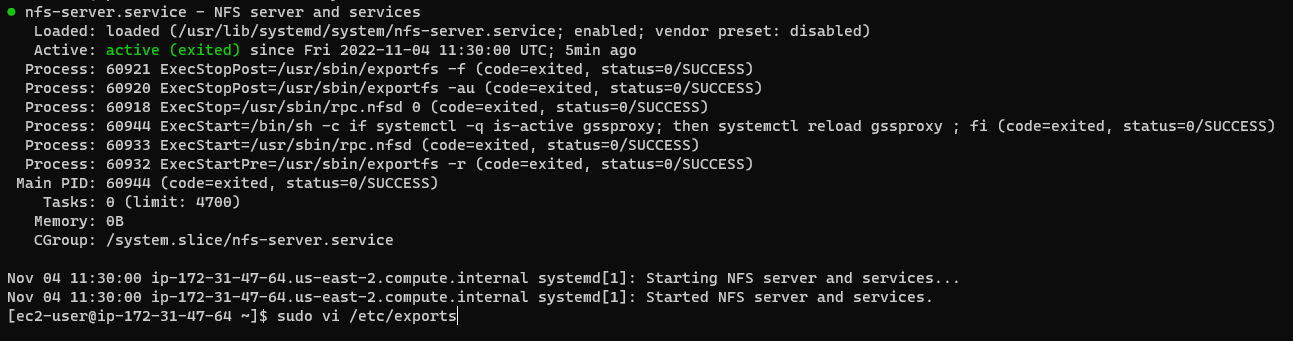 ● nfs-server.service - NFS server and services
Loaded: loaded (/usr/lib/systemd/system/nfs-server.service; enabled; vendor preset: disabled)
Active: active (exited) since Fri 2022-11-04 11:30:00 UTC; 5min ago
Process: 60921 ExecStopPost=/usr/sbin/exportfs -f (code=exited, status=0/SUCCESS)
Process: 60920 ExecStopPost=/usr/sbin/exportfs -au (code=exited, status=0/SUCCESS)
Process: 60918 ExecStop=/usr/sbin/rpc.nfsd 0 (code=exited, status=0/SUCCESS)
Process: 60944 ExecStart=/bin/sh -c if systemctl -q is-active gssproxy; then systemctl reload gssproxy ; fi (code=exited, status=0/SUCCESS)
Process: 60933 ExecStart=/usr/sbin/rpc.nfsd (code=exited, status=0/SUCCESS)
Process: 60932 ExecStartPre=/usr/sbin/exportfs -r (code=exited, status=0/SUCCESS)
Main PID: 60944 (code=exited, status=0/SUCCESS)
Tasks: 0 (limit: 4700)
Memory: 0B
CGroup: /system.slice/nfs-server.service
Nov 04 11:30:00 ip-172-31-47-64.us-east-2.compute.internal systemd[1]: Starting NFS server and services...
Nov 04 11:30:00 ip-172-31-47-64.us-east-2.compute.internal systemd[1]: Started NFS server and services.
[ec2-user@ip-172-31-47-64 ~]$ sudo vi /etc/exports